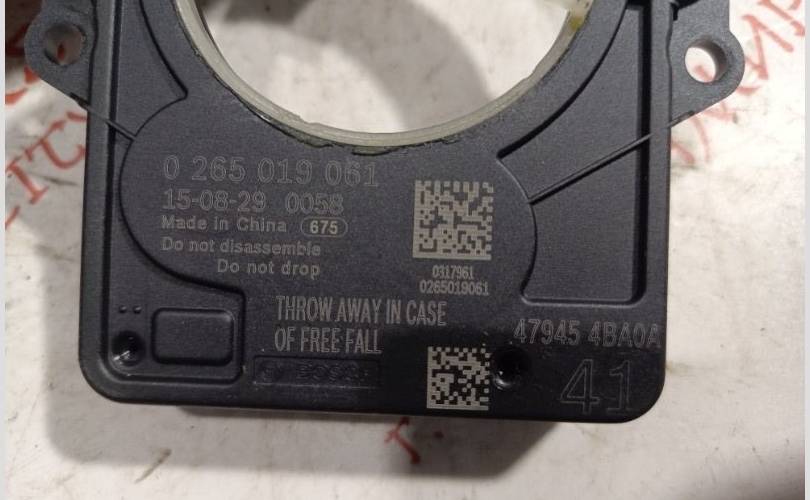 0 265 019 061
15-08-29 0058
Made in China 675
Do not disassemble
Do not drop
0317961
0265019061
THROW AWAY IN CASE
OF FREE FALL
47945 4BA0A
BOSCH
41